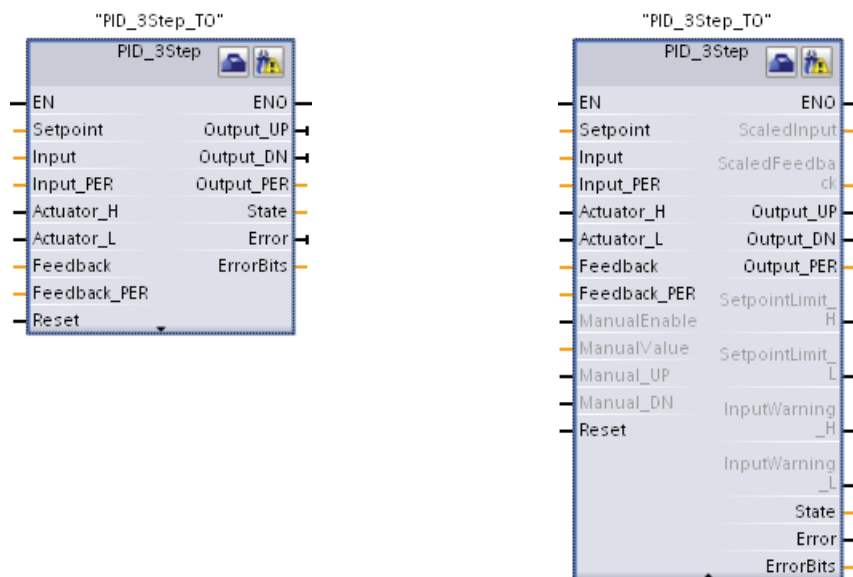 "PID_3Step_TO"
PID_3Step
EN
ENO
Setpoint
Output_UP
Input
Output_DN
Input_PER
Output_PER
Actuator_H
State
Actuator_L
Error
Feedback
ErrorBits
Feedback_PER
Reset
"PID_3Step_TO"
PID_3Step
EN
ENO
Setpoint
ScaledInput
Input
ScaledFeedba
ck
Input_PER
Actuator_H
Output_UP
Actuator_L
Output_DN
Feedback
Output_PER
Feedback_PER
SetpointLimit_
H
ManualEnable
ManualValue
SetpointLimit_
L
Manual_UP
Manual_DN
InputWarning
_H
Reset
InputWarning
_L
State
Error
ErrorBits